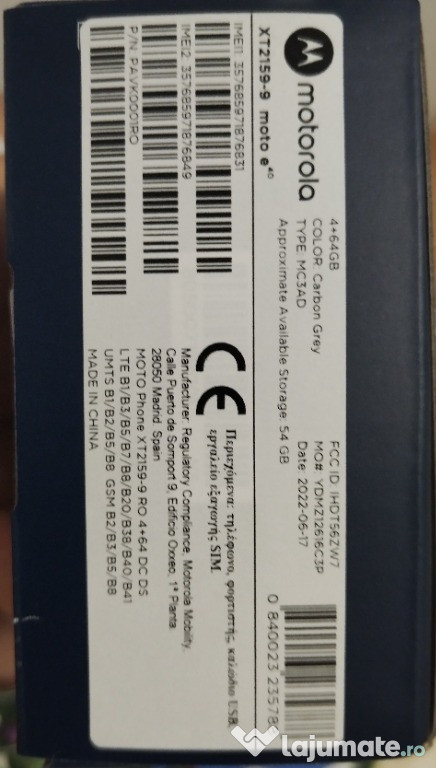 motorola
XT2159-9 moto e⁴⁰
4+64GB
COLOR: Carbon Grey
TYPE: MC3AD
Approximate Available Storage: 54 GB
FCC ID: IHDT56ZW7
MO#: YDMZ12616C3P
Date: 2022-06-17
0 840023 23578
IMEI1: 357685971876831
IMEI2: 357685971876849
P/N: PAVK0001RO
CE
Περιεχόμενα: τηλέφωνο, φορτιστής, καλώδιο USB,
εργαλείο εξαγωγής SIM.
Manufacturer: Regulatory Compliance, Motorola Mobility,
Calle Puerto de Somport 9, Edificio Oxxeo, 1ª Planta,
28050 Madrid Spain
MOTO Phone XT2159-9 RO 4+64 DC DS
LTE B1/B3/B5/B7/B8/B20/B38/B40/B41
UMTS B1/B2/B5/B8 GSM B2/B3/B5/B8
MADE IN CHINA
lajumate.ro